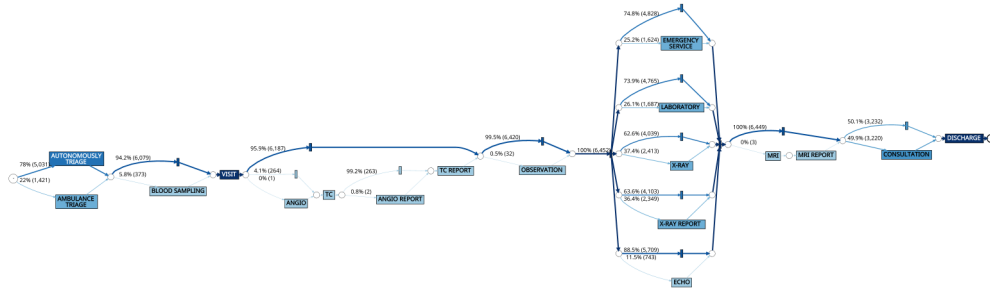 78% (5,031)
22% (1,421)
AUTONOMOUSLY
TRIAGE
AMBULANCE
TRIAGE
94.2% (6,079)
5.8% (373)
BLOOD SAMPLING
VISIT
95.9% (6,187)
4.1% (264)
0% (1)
ANGIO
TC
99.2% (263)
0.8% (2)
ANGIO REPORT
TC REPORT
99.5% (6,420)
0.5% (32)
OBSERVATION
100% (6,452)
74.8% (4,828)
25.2% (1,624)
EMERGENCY
SERVICE
73.9% (4,765)
26.1% (1,687)
LABORATORY
62.6% (4,039)
37.4% (2,413)
X-RAY
63.6% (4,103)
36.4% (2,349)
X-RAY REPORT
88.5% (5,709)
11.5% (743)
ECHO
100% (6,449)
0% (3)
MRI
MRI REPORT
50.1% (3,232)
49.9% (3,220)
CONSULTATION
DISCHARGE